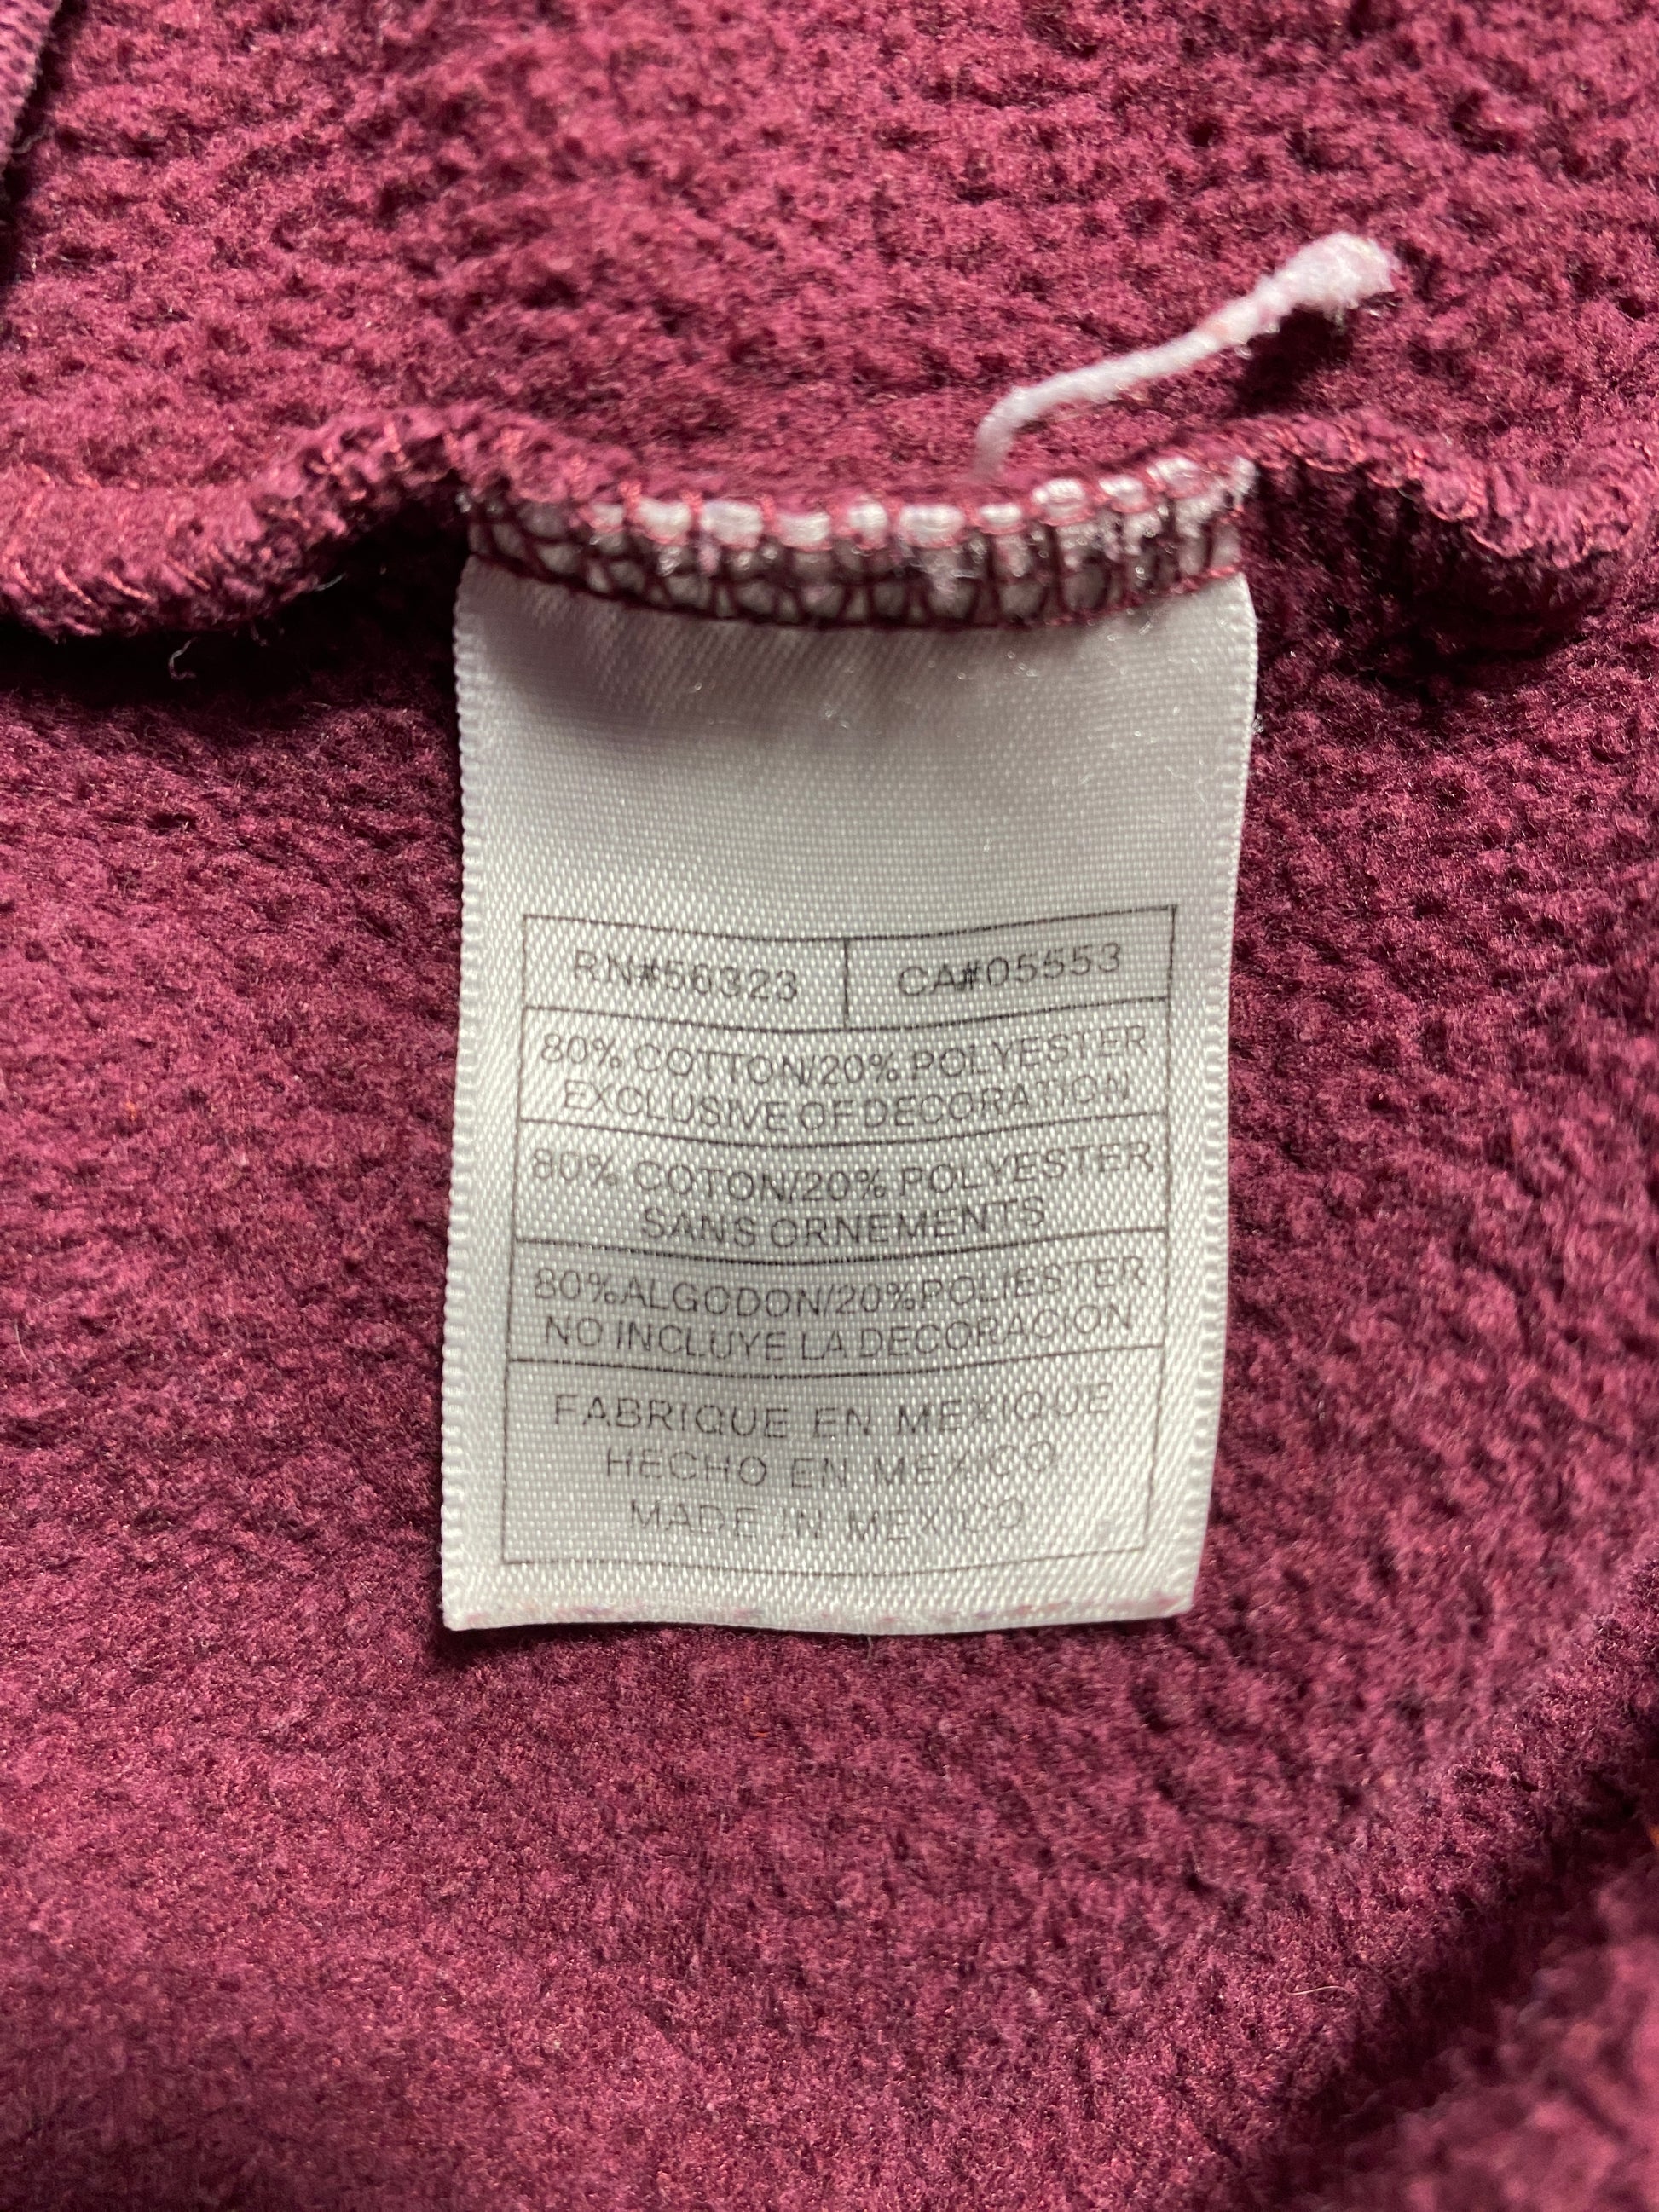 RN#56323 CA#05553
80% COTTON/20% POLYESTER
EXCLUSIVE OF DECORATION
80% COTON/20% POLYESTER
SANS ORNEMENTS
80%ALGODON/20%POLIESTER
NO INCLUYE LA DECORACION
FABRIQUE EN MEXIQUE
HECHO EN MEXICO
MADE IN MEXICO